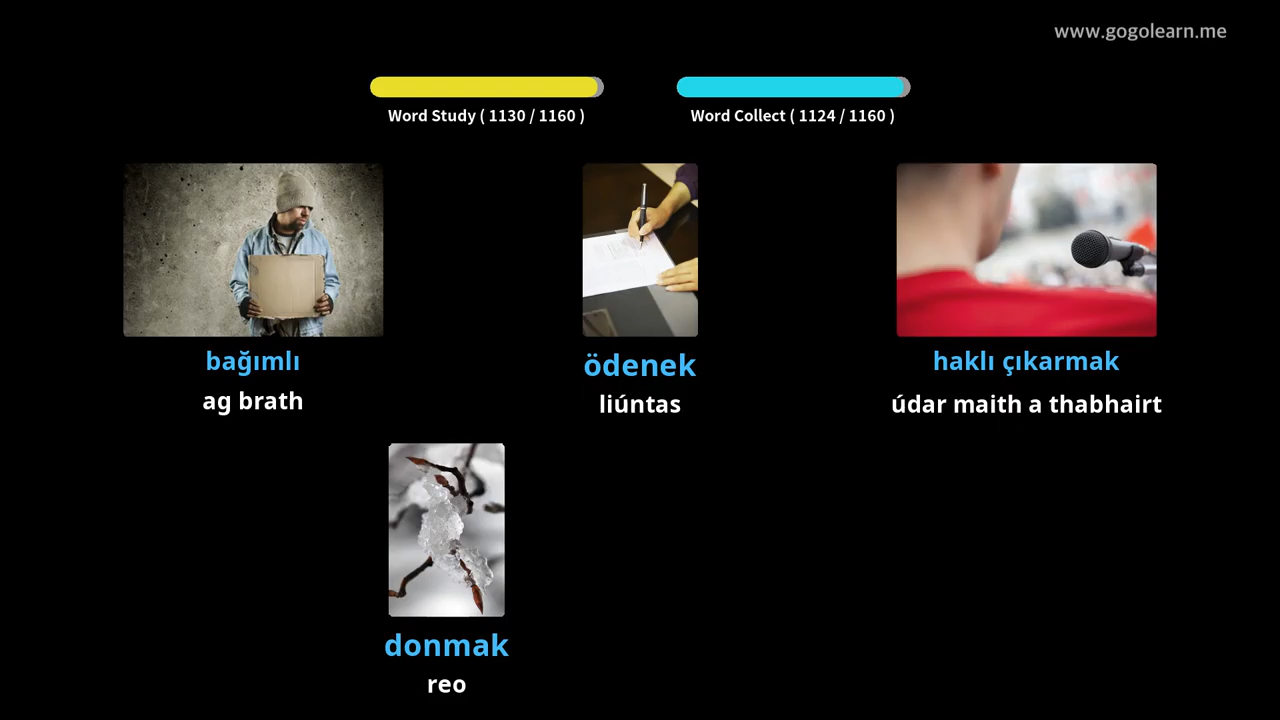 www.gogolearn.me
Word Study ( 1130 / 1160 )
Word Collect ( 1124 / 1160 )
bağımlı
ag brath
ödenek
liúntas
haklı çıkarmak
údar maith a thabhairt
donmak
reo